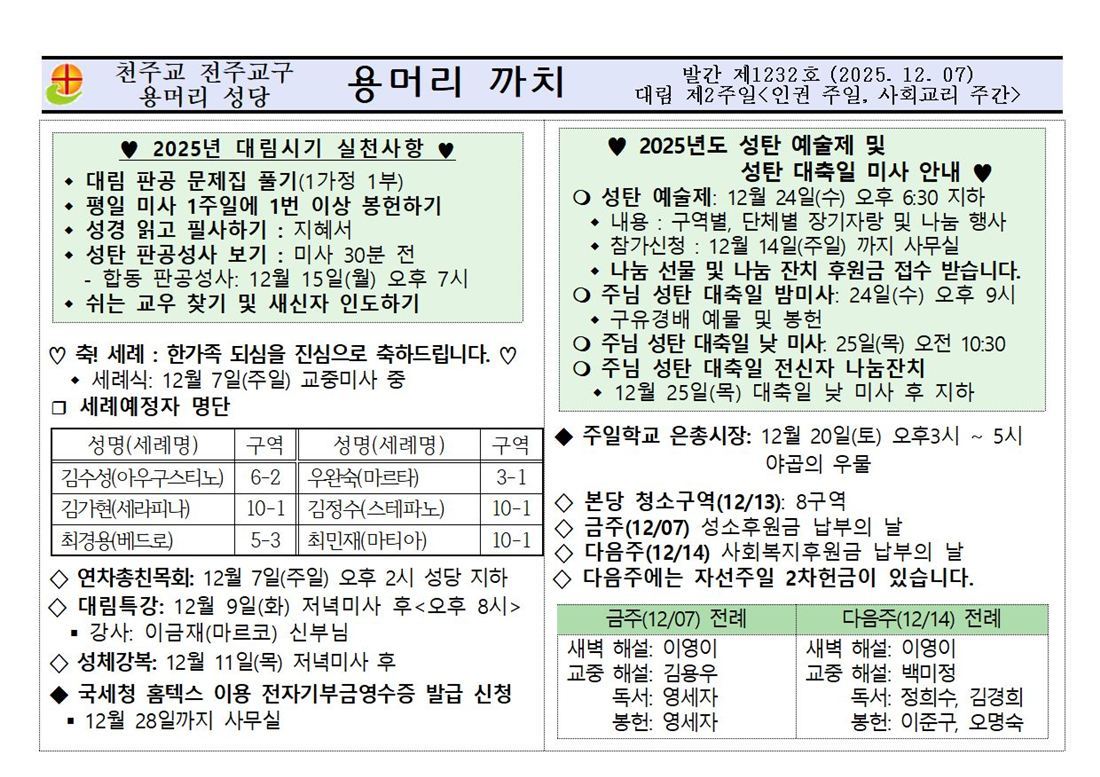 천주교 전주교구
용머리 성당
용머리 까치
발간 제1232호 (2025. 12. 07)
대림 제2주일<인권 주일, 사회교리 주간>
♥ 2025년 대림시기 실천사항 ♥
◆ 대림 판공 문제집 풀기(1가정 1부)
◆ 평일 미사 1주일에 1번 이상 봉헌하기
◆ 성경 읽고 필사하기 : 지혜서
◆ 성탄 판공성사 보기 : 미사 30분 전
- 합동 판공성사: 12월 15일(월) 오후 7시
◆ 쉬는 교우 찾기 및 새신자 인도하기
♡ 축! 세례 : 한가족 되심을 진심으로 축하드립니다. ♡
◆ 세례식: 12월 7일(주일) 교중미사 중
❒ 세례예정자 명단
성명(세례명) 구역 성명(세례명) 구역
김수성(아우구스티노) 6-2 우완숙(마르타) 3-1
김가현(세라피나) 10-1 김정수(스테파노) 10-1
최경용(베드로) 5-3 최민재(마티아) 10-1
◇ 연차총친목회: 12월 7일(주일) 오후 2시 성당 지하
◇ 대림특강: 12월 9일(화) 저녁미사 후<오후 8시>
▪ 강사: 이금재(마르코) 신부님
◇ 성체강복: 12월 11일(목) 저녁미사 후
◆ 국세청 홈텍스 이용 전자기부금영수증 발급 신청
▪ 12월 28일까지 사무실
♥ 2025년도 성탄 예술제 및
성탄 대축일 미사 안내 ♥
❍ 성탄 예술제: 12월 24일(수) 오후 6:30 지하
◆ 내용 : 구역별, 단체별 장기자랑 및 나눔 행사
◆ 참가신청 : 12월 14일(주일) 까지 사무실
◆ 나눔 선물 및 나눔 잔치 후원금 접수 받습니다.
❍ 주님 성탄 대축일 밤미사: 24일(수) 오후 9시
◆ 구유경배 예물 및 봉헌
❍ 주님 성탄 대축일 낮 미사: 25일(목) 오전 10:30
❍ 주님 성탄 대축일 전신자 나눔잔치
◆ 12월 25일(목) 대축일 낮 미사 후 지하
◆ 주일학교 은총시장: 12월 20일(토) 오후3시 ~ 5시
야곱의 우물
◇ 본당 청소구역(12/13): 8구역
◇ 금주(12/07) 성소후원금 납부의 날
◇ 다음주(12/14) 사회복지후원금 납부의 날
◇ 다음주에는 자선주일 2차헌금이 있습니다.
금주(12/07) 전례 다음주(12/14) 전례
새벽 해설: 이영이 새벽 해설: 이영이
교중 해설: 김용우 교중 해설: 백미정
독서: 영세자 독서: 정희수, 김경희
봉헌: 영세자 봉헌: 이준구, 오명숙